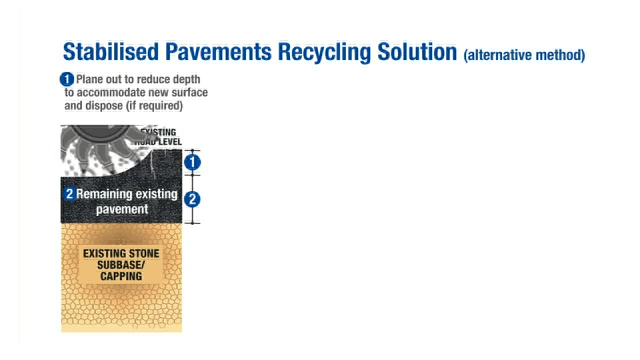 Stabilised Pavements Recycling Solution (alternative method)
1 Plane out to reduce depth
to accommodate new surface
and dispose (if required)
EXISTING
ROAD LEVEL
1
2 Remaining existing
pavement
2
EXISTING STONE
SUBBASE/
CAPPING